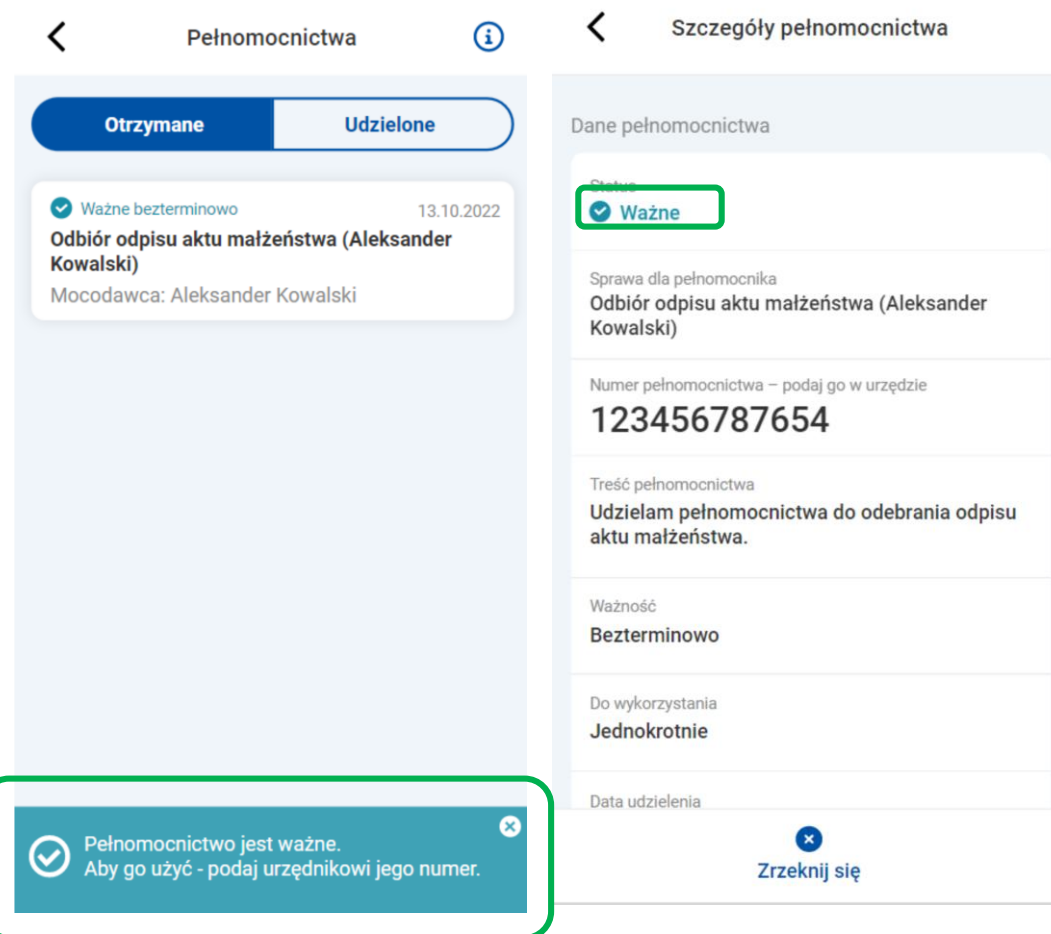 Pełnomocnictwa
Otrzymane
Udzielone
Ważne bezterminowo
13.10.2022
Odbiór odpisu aktu małżeństwa (Aleksander
Kowalski)
Mocodawca: Aleksander Kowalski
Pełnomocnictwo jest ważne.
Aby go użyć - podaj urzędnikowi jego numer.
Szczegóły pełnomocnictwa
Dane pełnomocnictwa
Status
Ważne
Sprawa dla pełnomocnika
Odbiór odpisu aktu małżeństwa (Aleksander
Kowalski)
Numer pełnomocnictwa – podaj go w urzędzie
123456787654
Treść pełnomocnictwa
Udzielam pełnomocnictwa do odebrania odpisu
aktu małżeństwa.
Ważność
Bezterminowo
Do wykorzystania
Jednokrotnie
Data udzielenia
Zrzeknij się